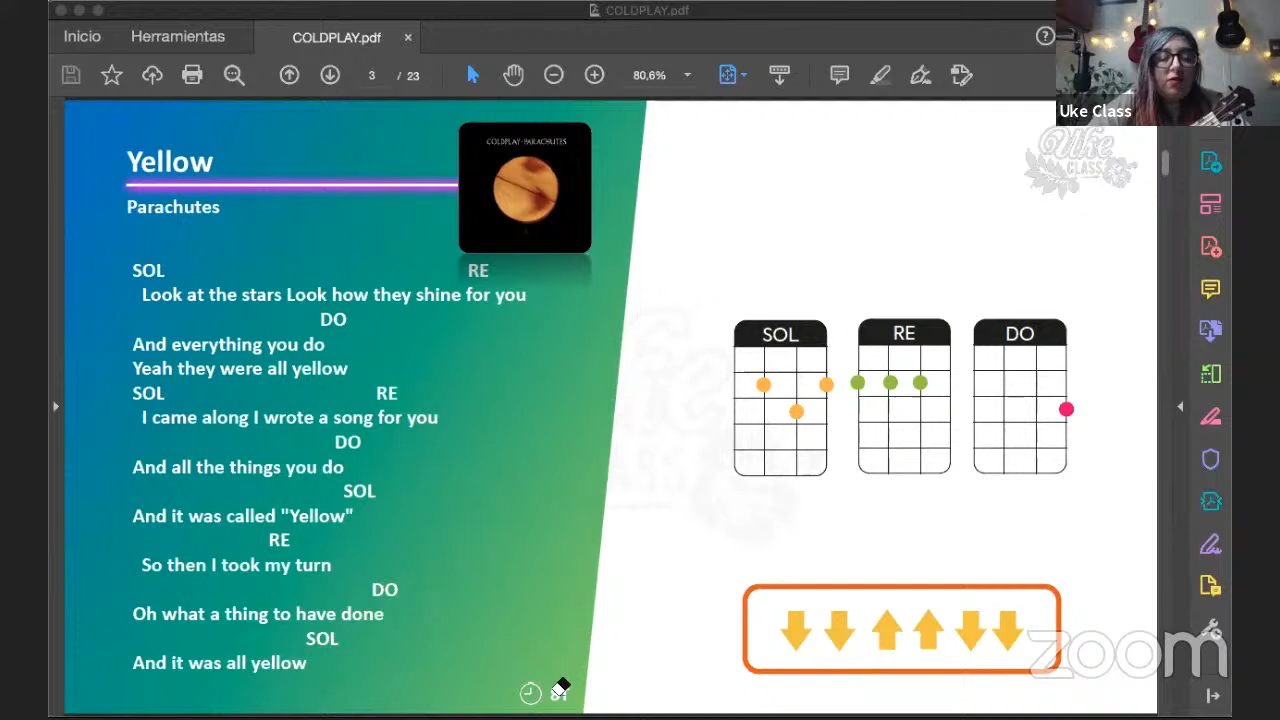 COLDPLAY.pdf
Inicio
Herramientas
COLDPLAY.pdf ×
3 / 23
80,6%
Uke Class
Uke
CLASS
Yellow
COLDPLAY·PARACHUTES
Parachutes
SOL RE
Look at the stars Look how they shine for you
DO
And everything you do
Yeah they were all yellow
SOL RE
I came along I wrote a song for you
DO
And all the things you do
SOL
And it was called "Yellow"
RE
So then I took my turn
DO
Oh what a thing to have done
SOL
And it was all yellow
SOL
RE
DO
zoom